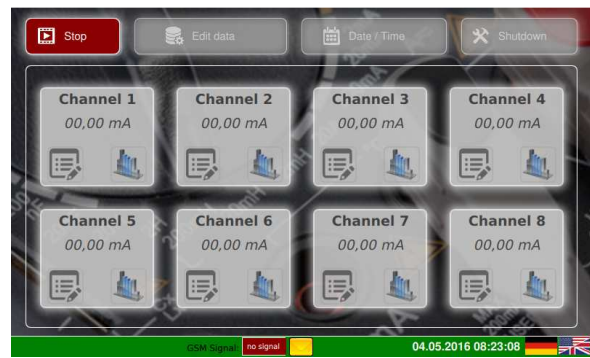 Stop
Edit data
Date / Time
Shutdown
Channel 1
00,00 mA
Channel 2
00,00 mA
Channel 3
00,00 mA
Channel 4
00,00 mA
Channel 5
00,00 mA
Channel 6
00,00 mA
Channel 7
00,00 mA
Channel 8
00,00 mA
GSM Signal: no signal
04.05.2016 08:23:08